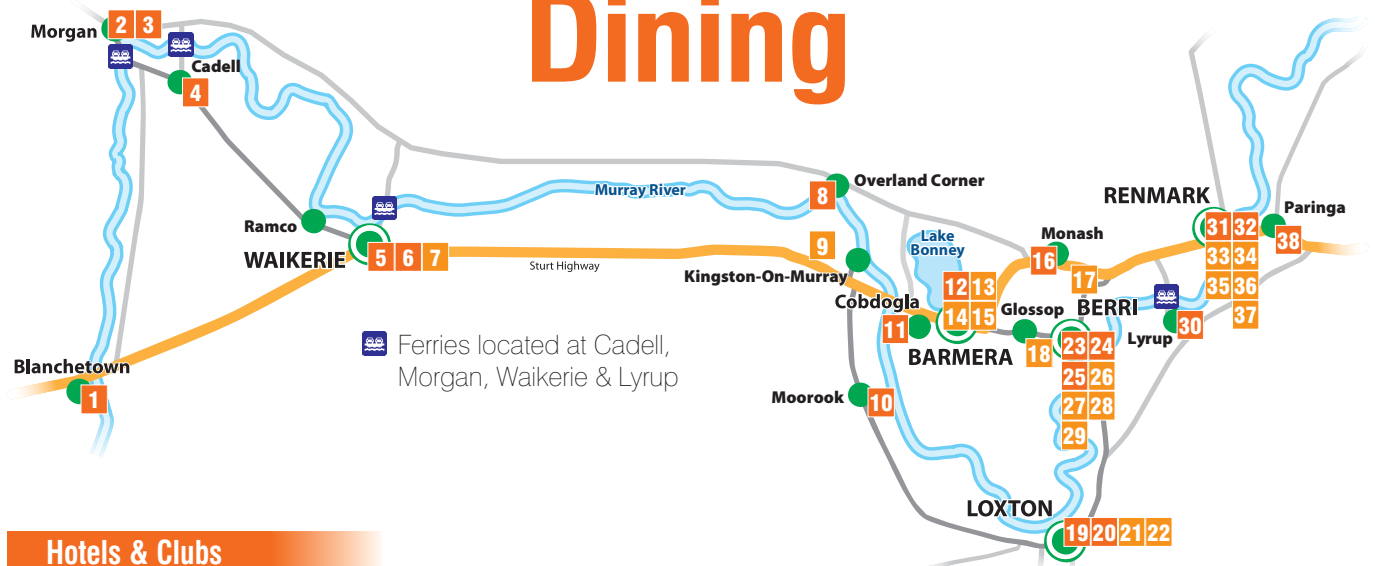 Dining
Morgan
2 3
Cadell
4
Ramco
WAIKERIE
5 6 7
Sturt Highway
Murray River
Blanchetown
1
Ferries located at Cadell,
Morgan, Waikerie & Lyrup
Overland Corner
8
9
Kingston-On-Murray
Lake
Bonney
Cobdogla
11
12 13
14 15
BARMERA
Moorook
10
Monash
16
17
Glossop
18
BERRI
23 24
25 26
27 28
29
Lyrup
30
RENMARK
31 32
33 34
35 36
37
Paringa
38
LOXTON
19 20 21 22
Hotels & Clubs